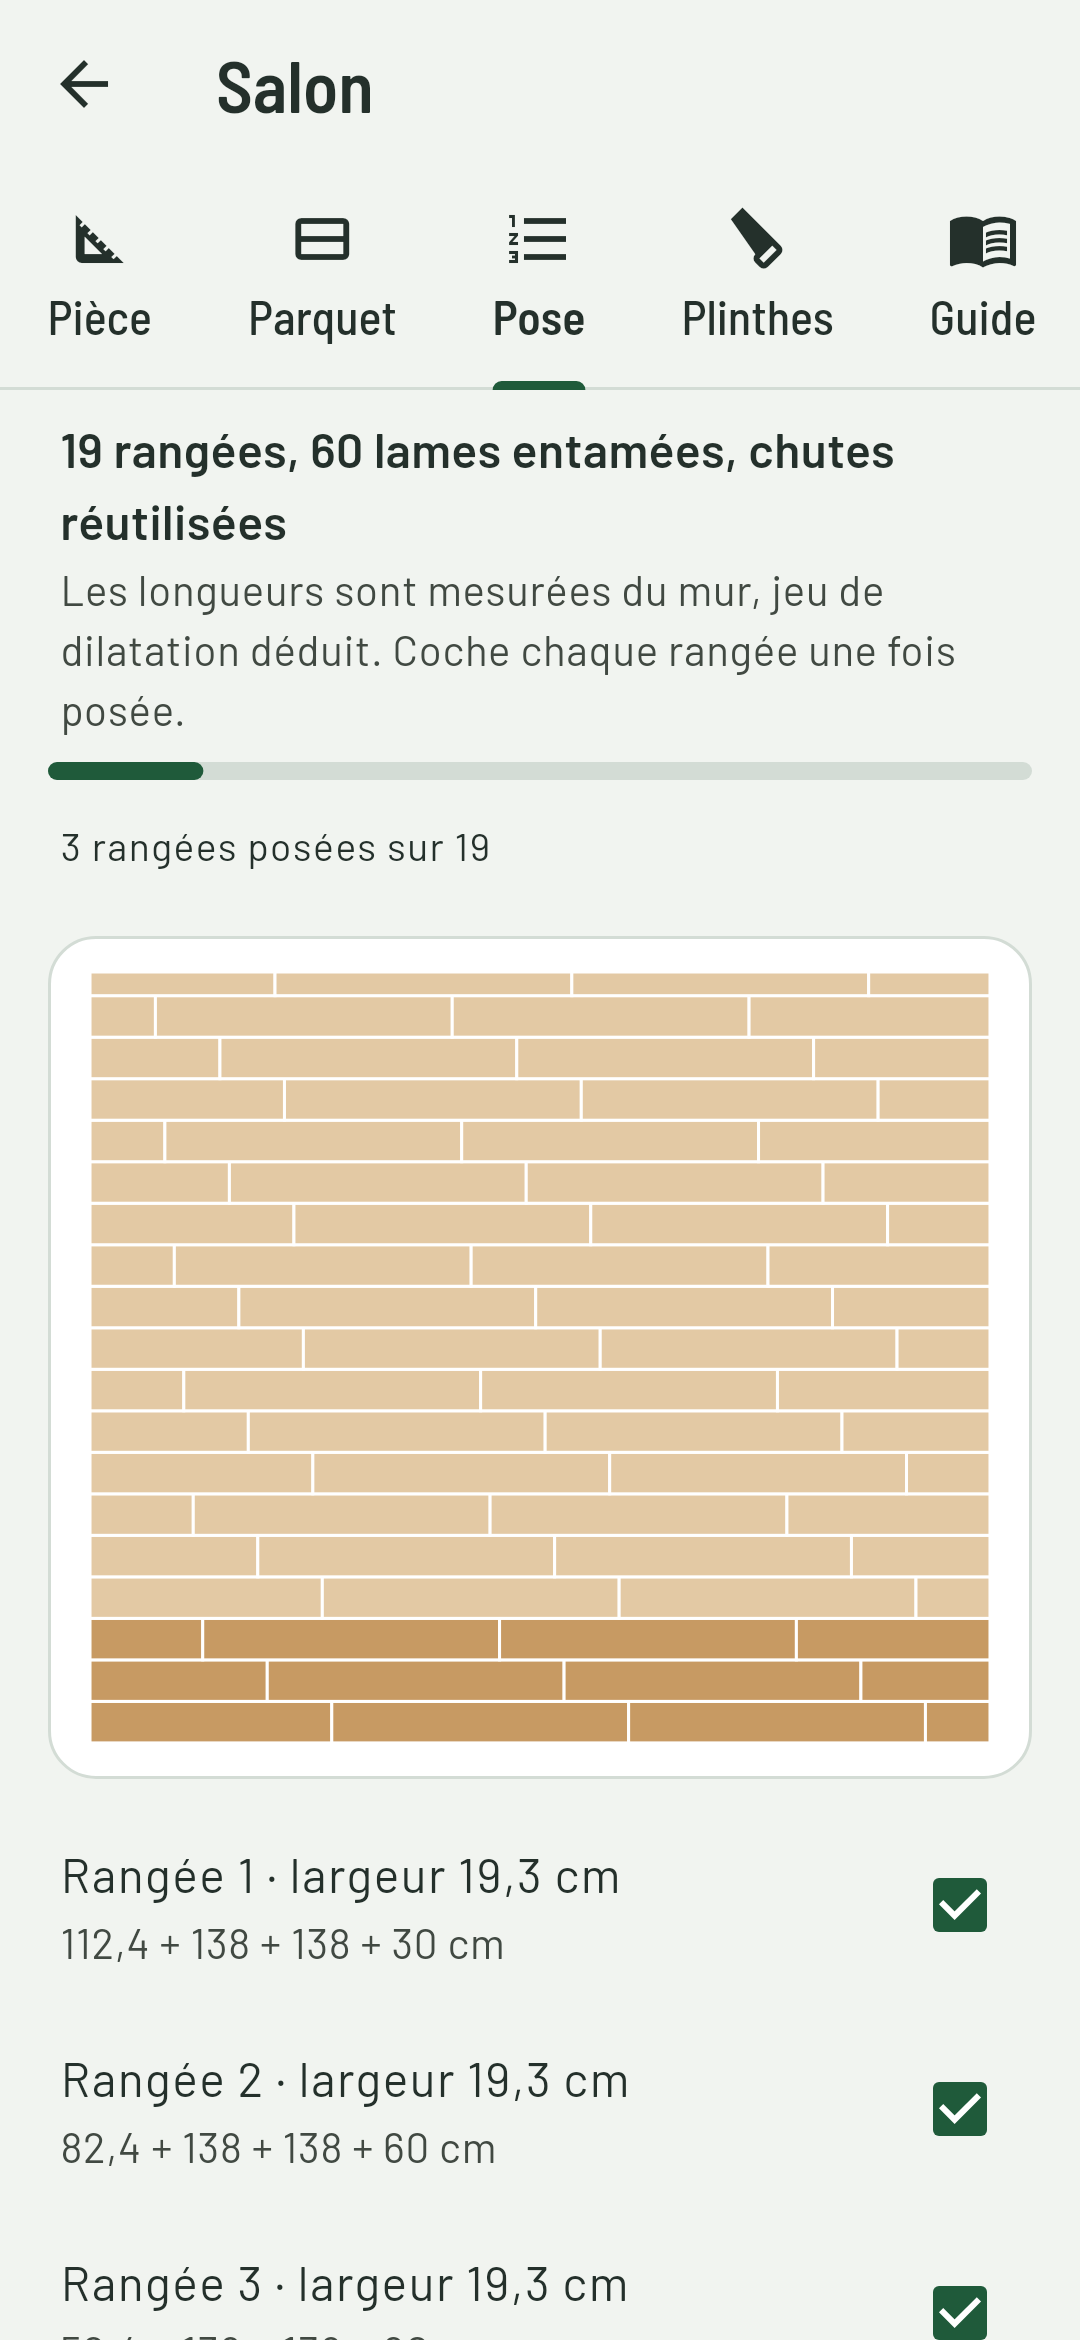 Salon
Pièce
Parquet
Pose
Plinthes
Guide
19 rangées, 60 lames entamées, chutes
réutilisées
Les longueurs sont mesurées du mur, jeu de
dilatation déduit. Coche chaque rangée une fois
posée.
3 rangées posées sur 19
Rangée 1 · largeur 19,3 cm
112,4 + 138 + 138 + 30 cm
Rangée 2 · largeur 19,3 cm
82,4 + 138 + 138 + 60 cm
Rangée 3 · largeur 19,3 cm